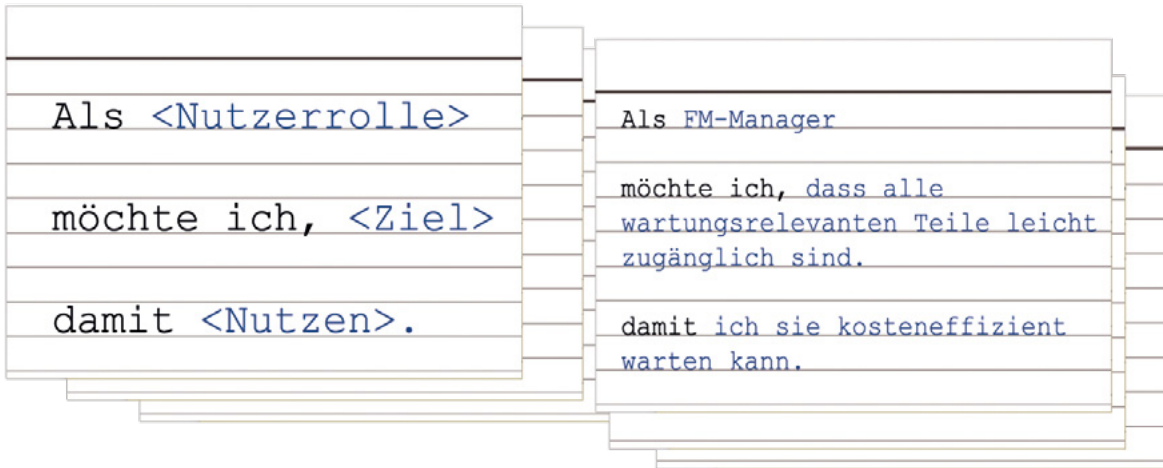 Als <Nutzerrolle>
möchte ich, <Ziel>
damit <Nutzen>.
Als FM-Manager
möchte ich, dass alle
wartungsrelevanten Teile leicht
zugänglich sind.
damit ich sie kosteneffizient
warten kann.